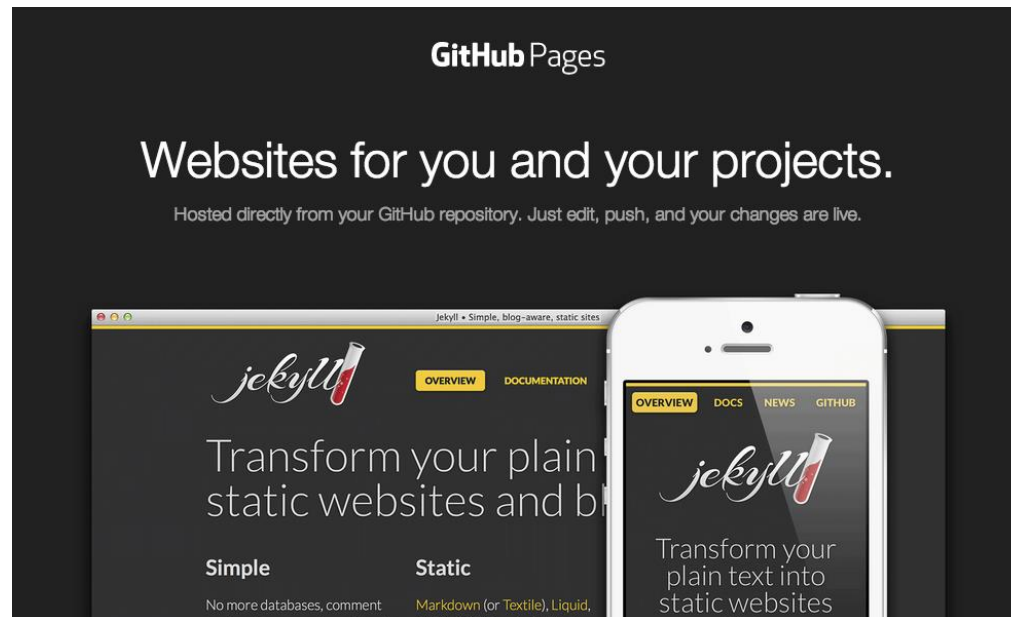 GitHub Pages
Websites for you and your projects.
Hosted directly from your GitHub repository. Just edit, push, and your changes are live.
Jekyll • Simple, blog-aware, static sites
jekyll
OVERVIEW DOCUMENTATION
Transform your plain
static websites and b
Simple
No more databases, comment
Static
Markdown (or Textile), Liquid,
OVERVIEW DOCS NEWS GITHUB
jekyll
Transform your
plain text into
static websites